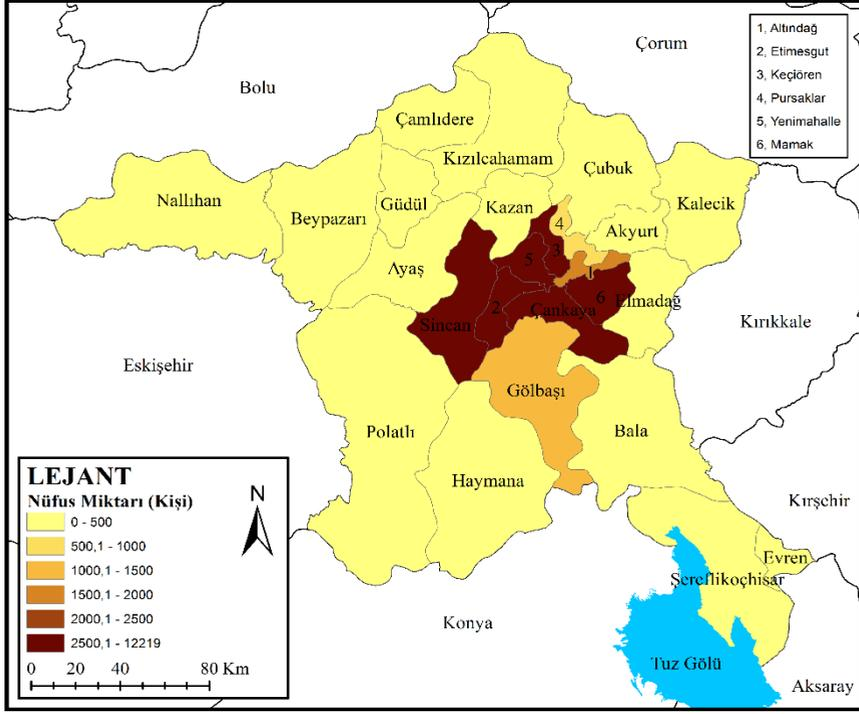 Çorum
1, Altındağ
2, Etimesgut
3, Keçiören
4, Pursaklar
5, Yenimahalle
6, Mamak
Bolu
Çamlıdere
Kızılcahamam
Çubuk
Nallıhan
Beypazarı
Güdül
Kazan
Kalecik
4
Akyurt
Ayaş
5
3
1
6
Elmadağ
2
Çankaya
Sincan
Kırıkkale
Eskişehir
Gölbaşı
Polatlı
Bala
Haymana
LEJANT
Nüfus Miktarı (Kişi)
0 - 500
500,1 - 1000
1000,1 - 1500
1500,1 - 2000
2000,1 - 2500
2500,1 - 12219
N
0 20 40 80 Km
Kırşehir
Evren
Şereflikoçhisar
Konya
Tuz Gölü
Aksaray